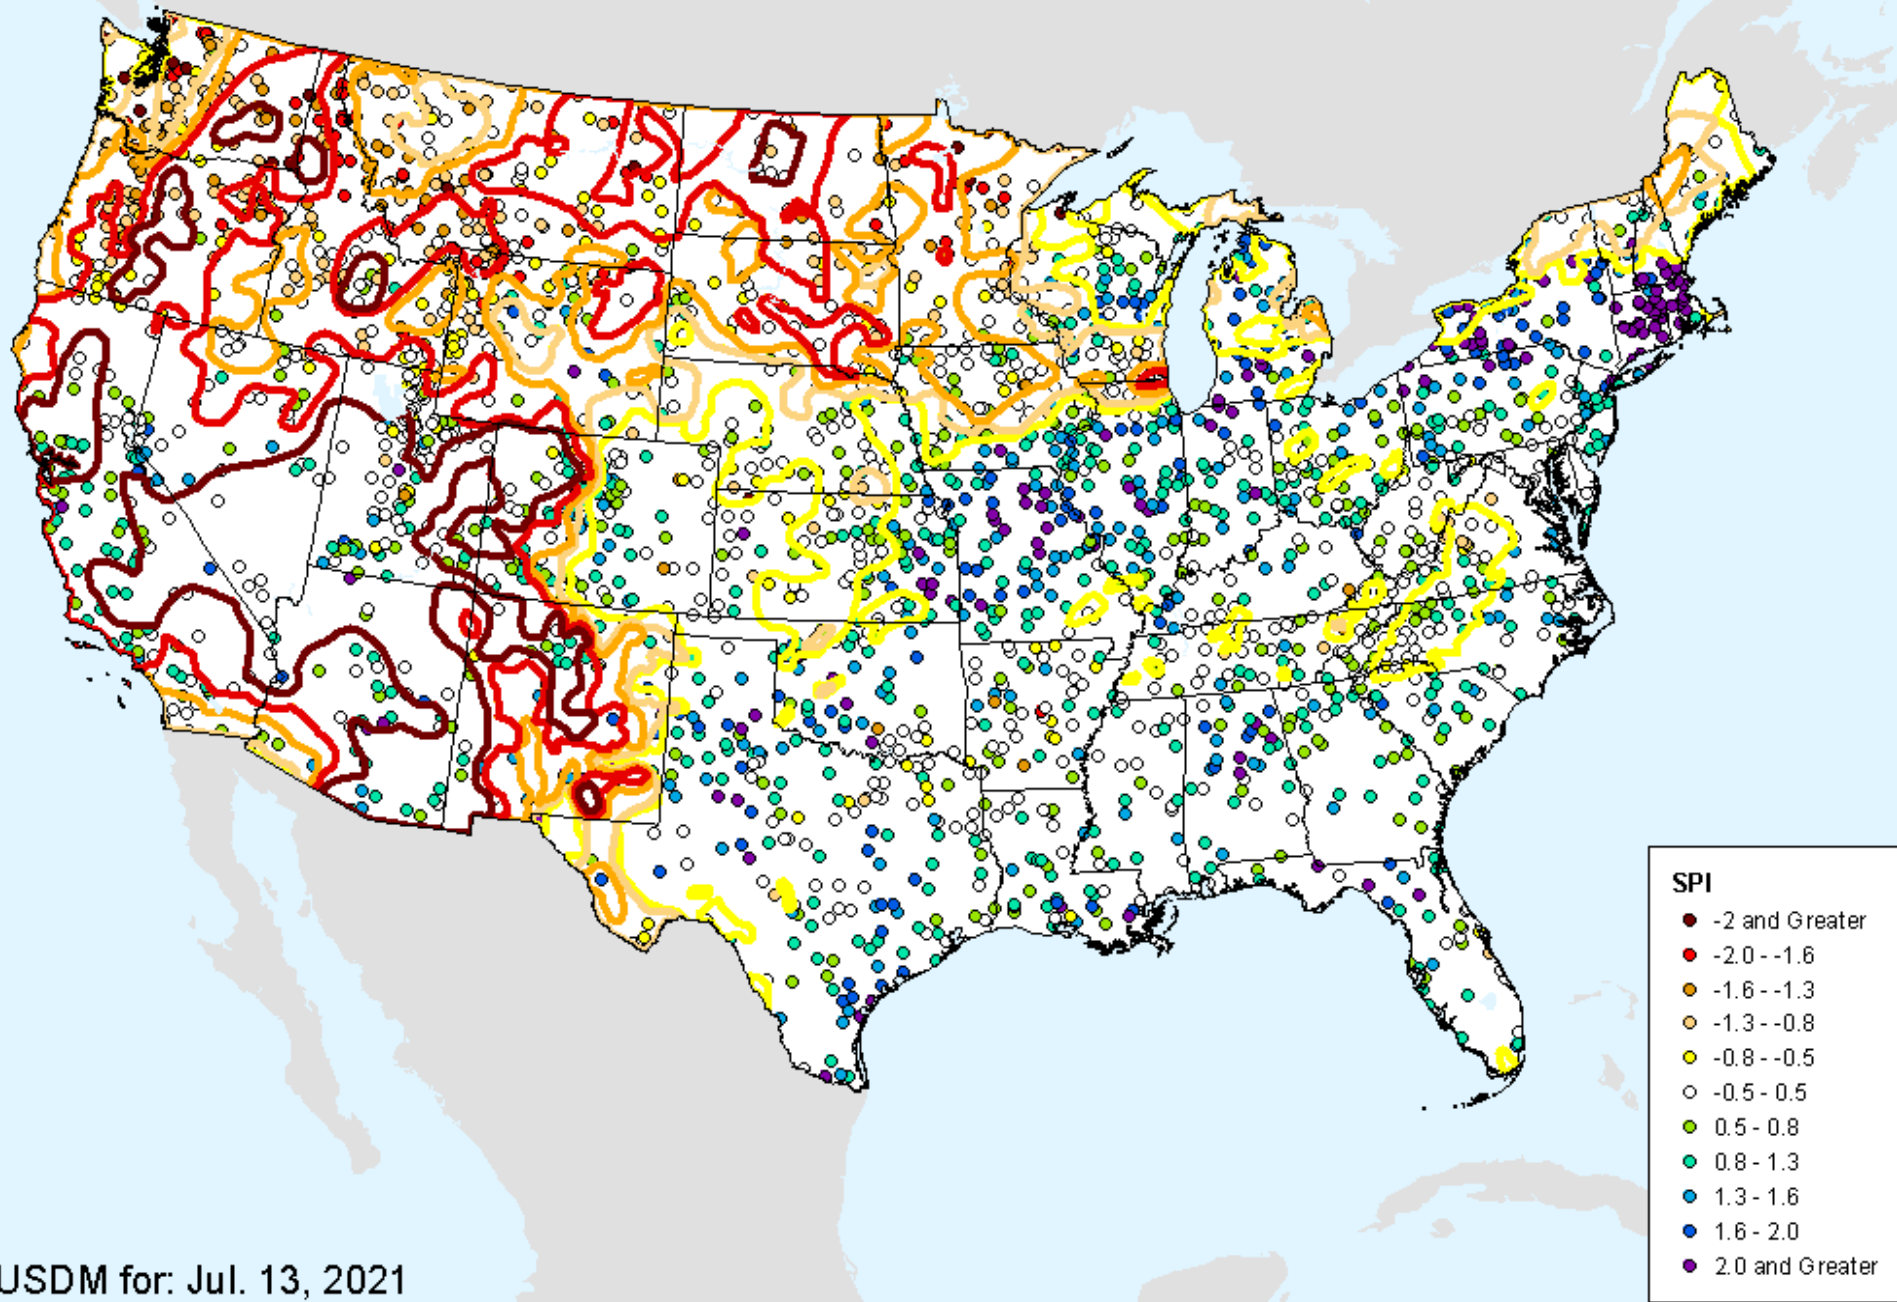 SPI
-2 and Greater
-2.0 - -1.6
-1.6 - -1.3
-1.3 - -0.8
-0.8 - -0.5
-0.5 - 0.5
0.5 - 0.8
0.8 - 1.3
1.3 - 1.6
1.6 - 2.0
2.0 and Greater
USDM for: Jul. 13, 2021